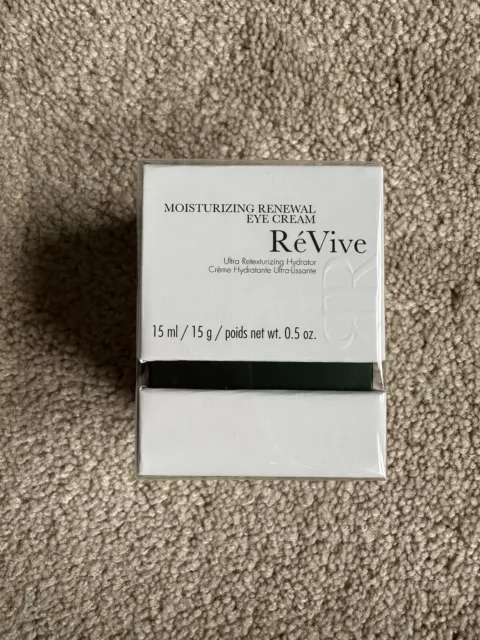 MOISTURIZING RENEWAL
EYE CREAM
RéVive
Ultra Retexturizing Hydrator
Crème Hydratante Ultra-Lissante
15 ml / 15 g / poids net wt. 0.5 oz.